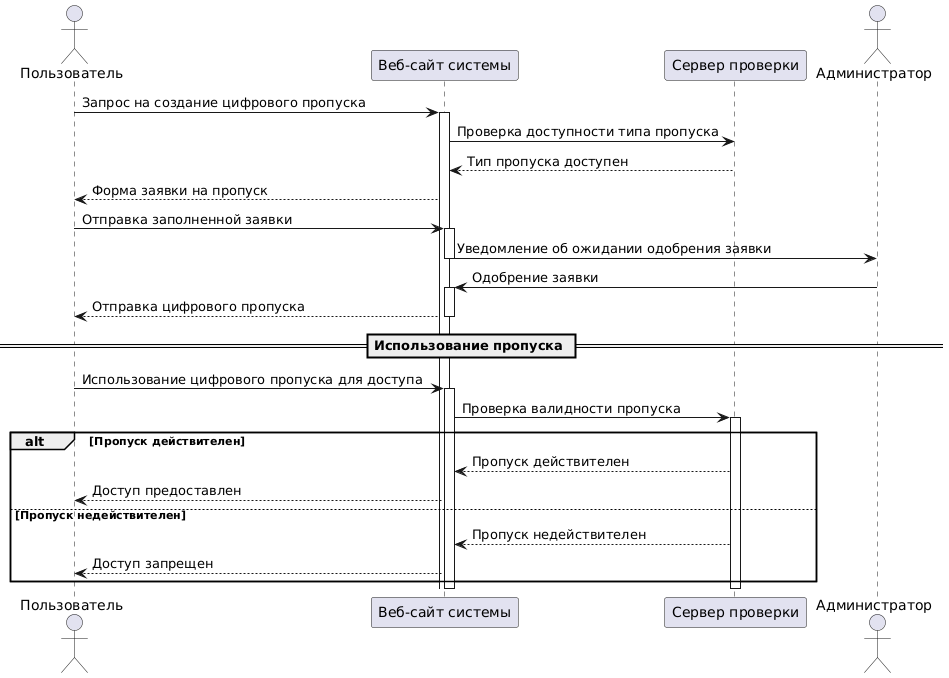 Пользователь
Веб-сайт системы
Сервер проверки
Администратор
Запрос на создание цифрового пропуска
Проверка доступности типа пропуска
Тип пропуска доступен
Форма заявки на пропуск
Отправка заполненной заявки
Уведомление об ожидании одобрения заявки
Одобрение заявки
Отправка цифрового пропуска
Использование пропуска
Использование цифрового пропуска для доступа
Проверка валидности пропуска
alt [Пропуск действителен]
Пропуск действителен
Доступ предоставлен
[Пропуск недействителен]
Пропуск недействителен
Доступ запрещен
Пользователь
Веб-сайт системы
Сервер проверки
Администратор